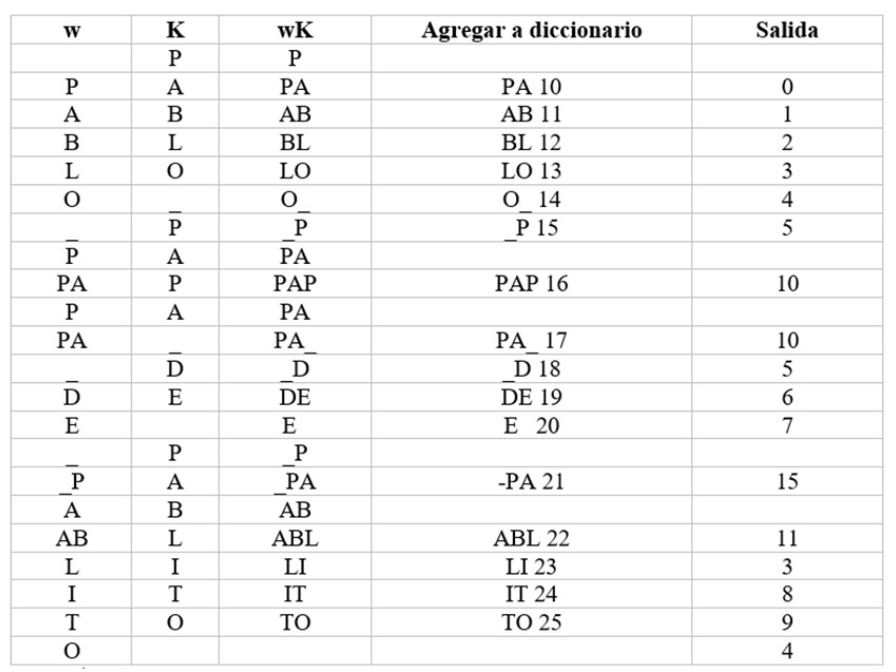 w K wK Agregar a diccionario Salida
P P
P A PA PA 10 0
A B AB AB 11 1
B L BL BL 12 2
L O LO LO 13 3
O _ O_ O_ 14 4
_ P _P _P 15 5
P A PA
PA P PAP PAP 16 10
P A PA
PA _ PA_ PA_ 17 10
_ D _D _D 18 5
D E DE DE 19 6
E E E 20 7
_ P _P
_P A _PA -PA 21 15
A B AB
AB L ABL ABL 22 11
L I LI LI 23 3
I T IT IT 24 8
T O TO TO 25 9
O 4